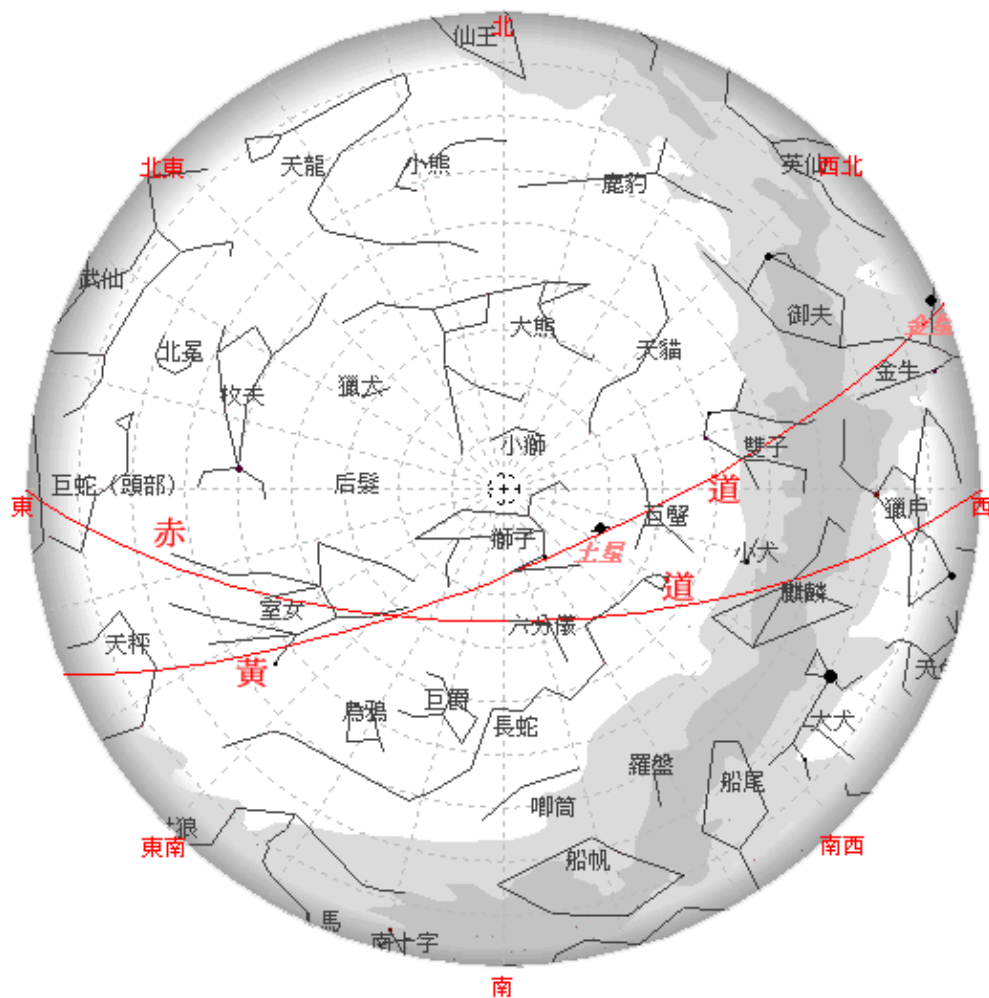 北
仙王
北東
天龍
小熊
鹿豹
英仙
西北
武仙
大熊
御夫
金星
北冕
牧夫
獵犬
天貓
金牛
小獅
雙子
東
巨蛇（頭部）
后髮
道
獵戶
西
赤
獅子
土星
巨蟹
小犬
道
麒麟
室女
六分儀
天秤
黃
烏鴉
巨爵
長蛇
大犬
羅盤
船尾
唧筒
東南
狼
南西
船帆
馬
南十字
南